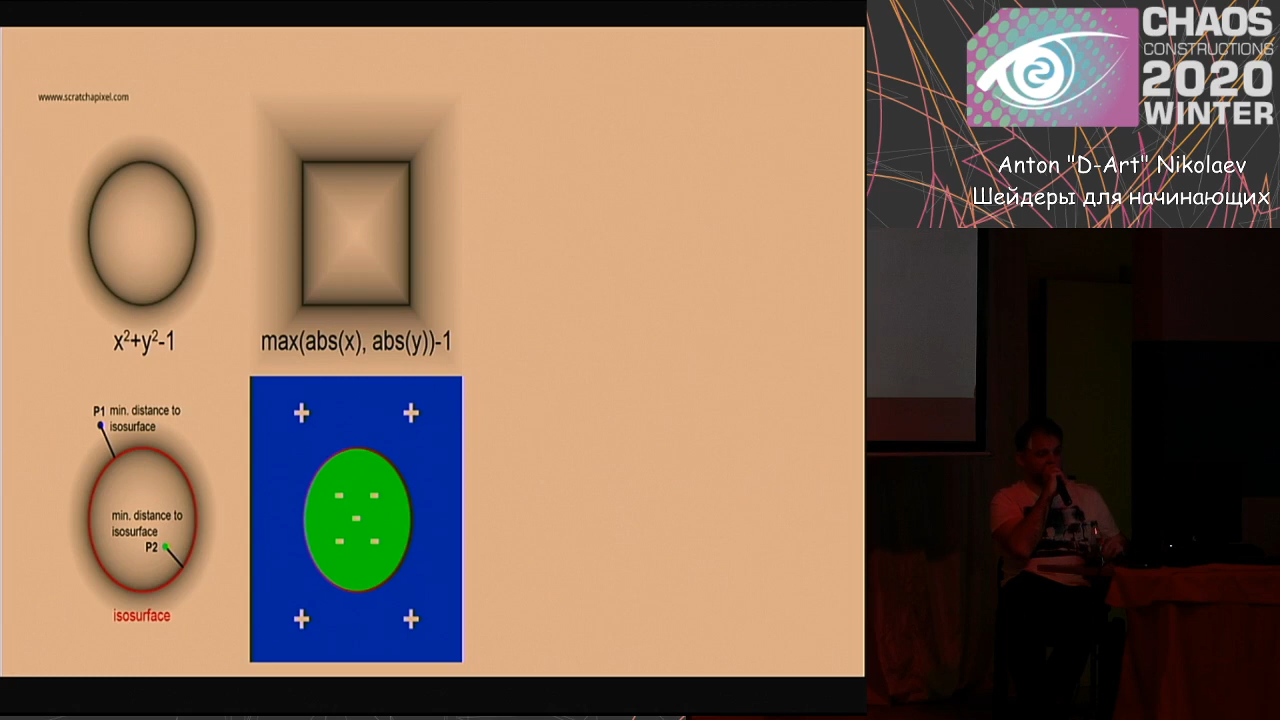 wwww.scratchapixel.com
x²+y²-1
max(abs(x), abs(y))-1
P1 min. distance to
isosurface
min. distance to
isosurface
P2
isosurface
+ +
- -
-
- -
+ +
CHAOS
CONSTRUCTIONS
2020
WINTER
Anton "D-Art" Nikolaev
Шейдеры для начинающих